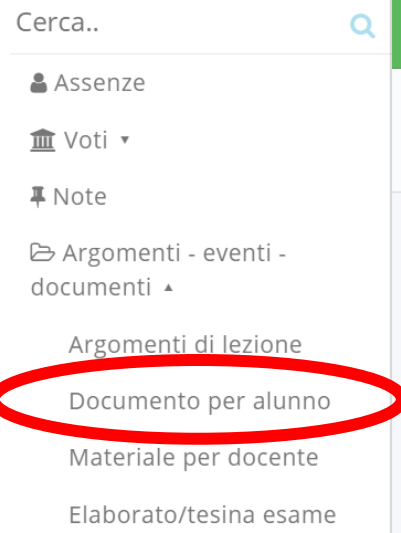 Cerca..
Assenze
Voti ▾
Note
Argomenti - eventi -
documenti ▴
Argomenti di lezione
Documento per alunno
Materiale per docente
Elaborato/tesina esame